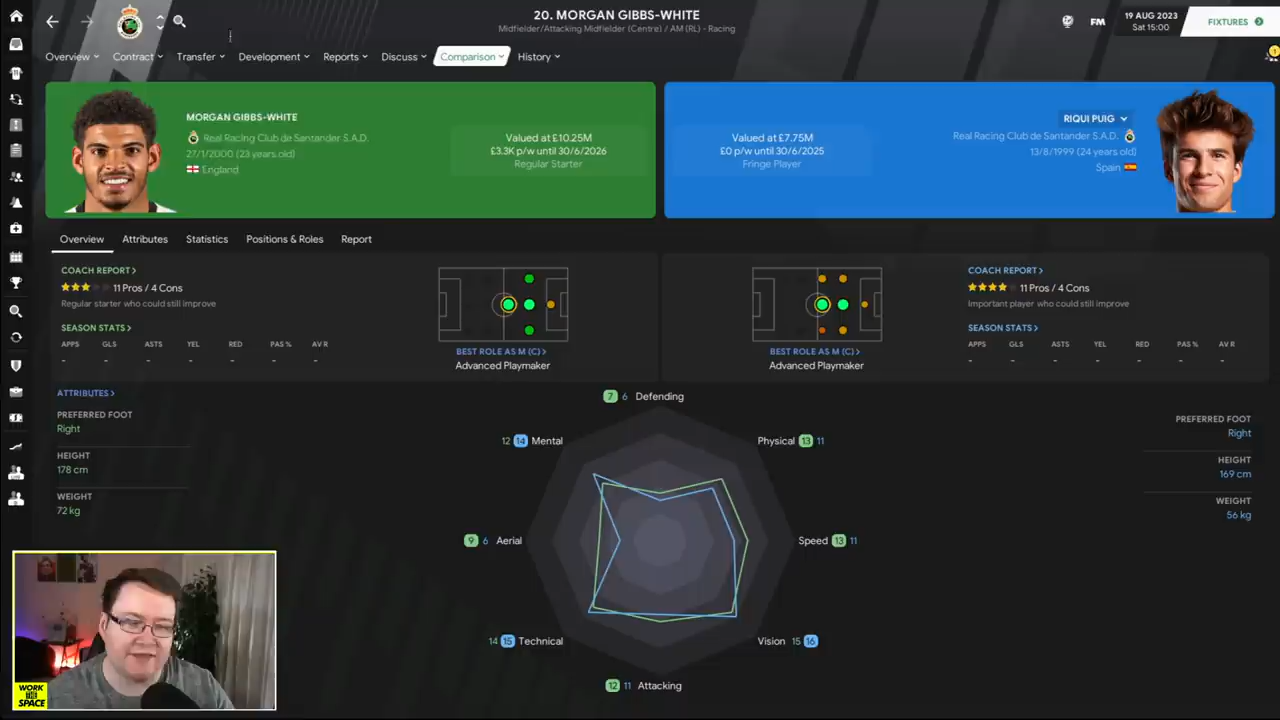 20. MORGAN GIBBS-WHITE
Midfielder/Attacking Midfielder (Centre) / AM (RL) - Racing
FM
19 AUG 2023
Sat 15:00
FIXTURES
1
Overview
Contract
Transfer
Development
Reports
Discuss
Comparison
History
MORGAN GIBBS-WHITE
Real Racing Club de Santander S.A.D.
27/1/2000 (23 years old)
England
Valued at £10.25M
£3.3K p/w until 30/6/2026
Regular Starter
Valued at £7.75M
£0 p/w until 30/6/2025
Fringe Player
RIQUI PUIG
Real Racing Club de Santander S.A.D.
13/8/1999 (24 years old)
Spain
Overview
Attributes
Statistics
Positions & Roles
Report
COACH REPORT >
11 Pros / 4 Cons
Regular starter who could still improve
SEASON STATS >
APPS GLS ASTS YEL RED PAS % AV R
- - - - - - -
BEST ROLE AS M (C) >
Advanced Playmaker
BEST ROLE AS M (C) >
Advanced Playmaker
COACH REPORT >
11 Pros / 4 Cons
Important player who could still improve
SEASON STATS >
APPS GLS ASTS YEL RED PAS % AV R
- - - - - - -
ATTRIBUTES >
PREFERRED FOOT
Right
HEIGHT
178 cm
WEIGHT
72 kg
7 6 Defending
12 14 Mental
Physical 13 11
9 6 Aerial
Speed 13 11
14 15 Technical
Vision 15 16
12 11 Attacking
PREFERRED FOOT
Right
HEIGHT
169 cm
WEIGHT
56 kg
WORK
THE
SPACE